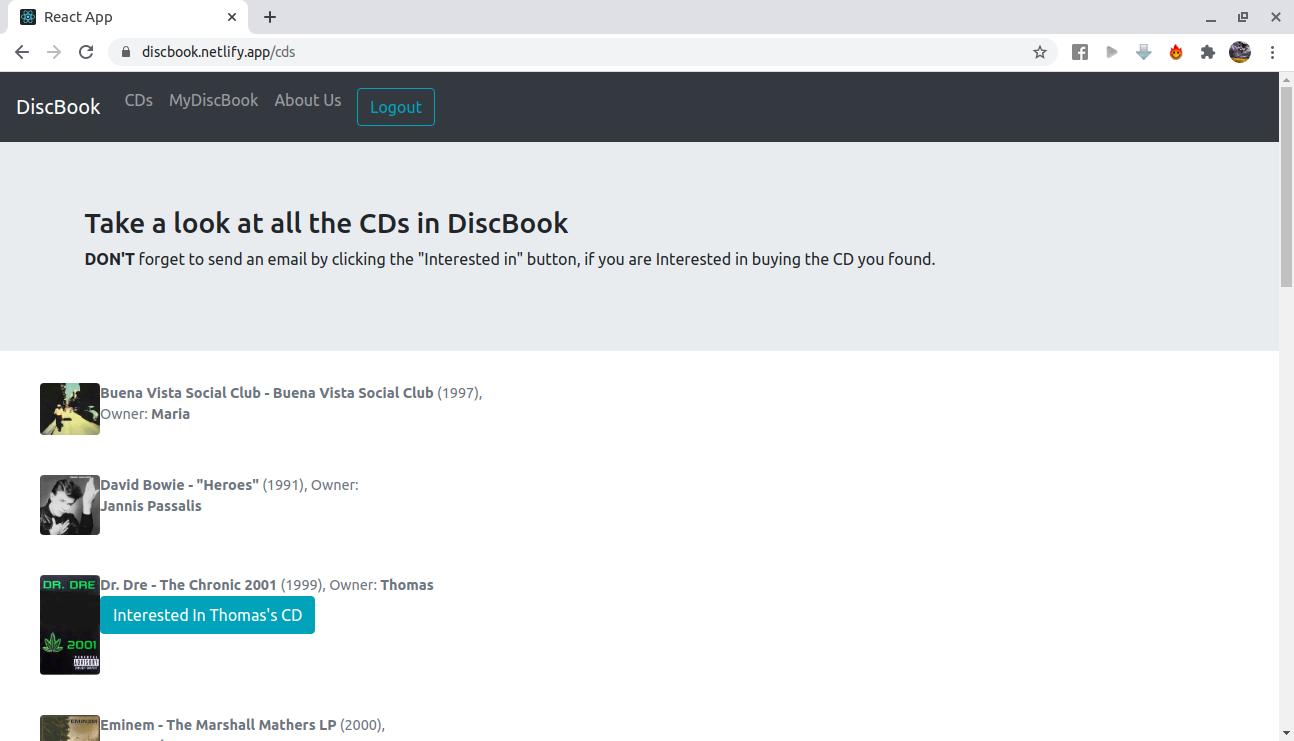 React App
discbook.netlify.app/cds
DiscBook CDs MyDiscBook About Us Logout
Take a look at all the CDs in DiscBook
DON'T forget to send an email by clicking the "Interested in" button, if you are Interested in buying the CD you found.
Buena Vista Social Club - Buena Vista Social Club (1997),
Owner: Maria
David Bowie - "Heroes" (1991), Owner:
Jannis Passalis
DR. DRE
2001
Dr. Dre - The Chronic 2001 (1999), Owner: Thomas
Interested In Thomas's CD
PARENTAL
ADVISORY
EMINEM
Eminem - The Marshall Mathers LP (2000),